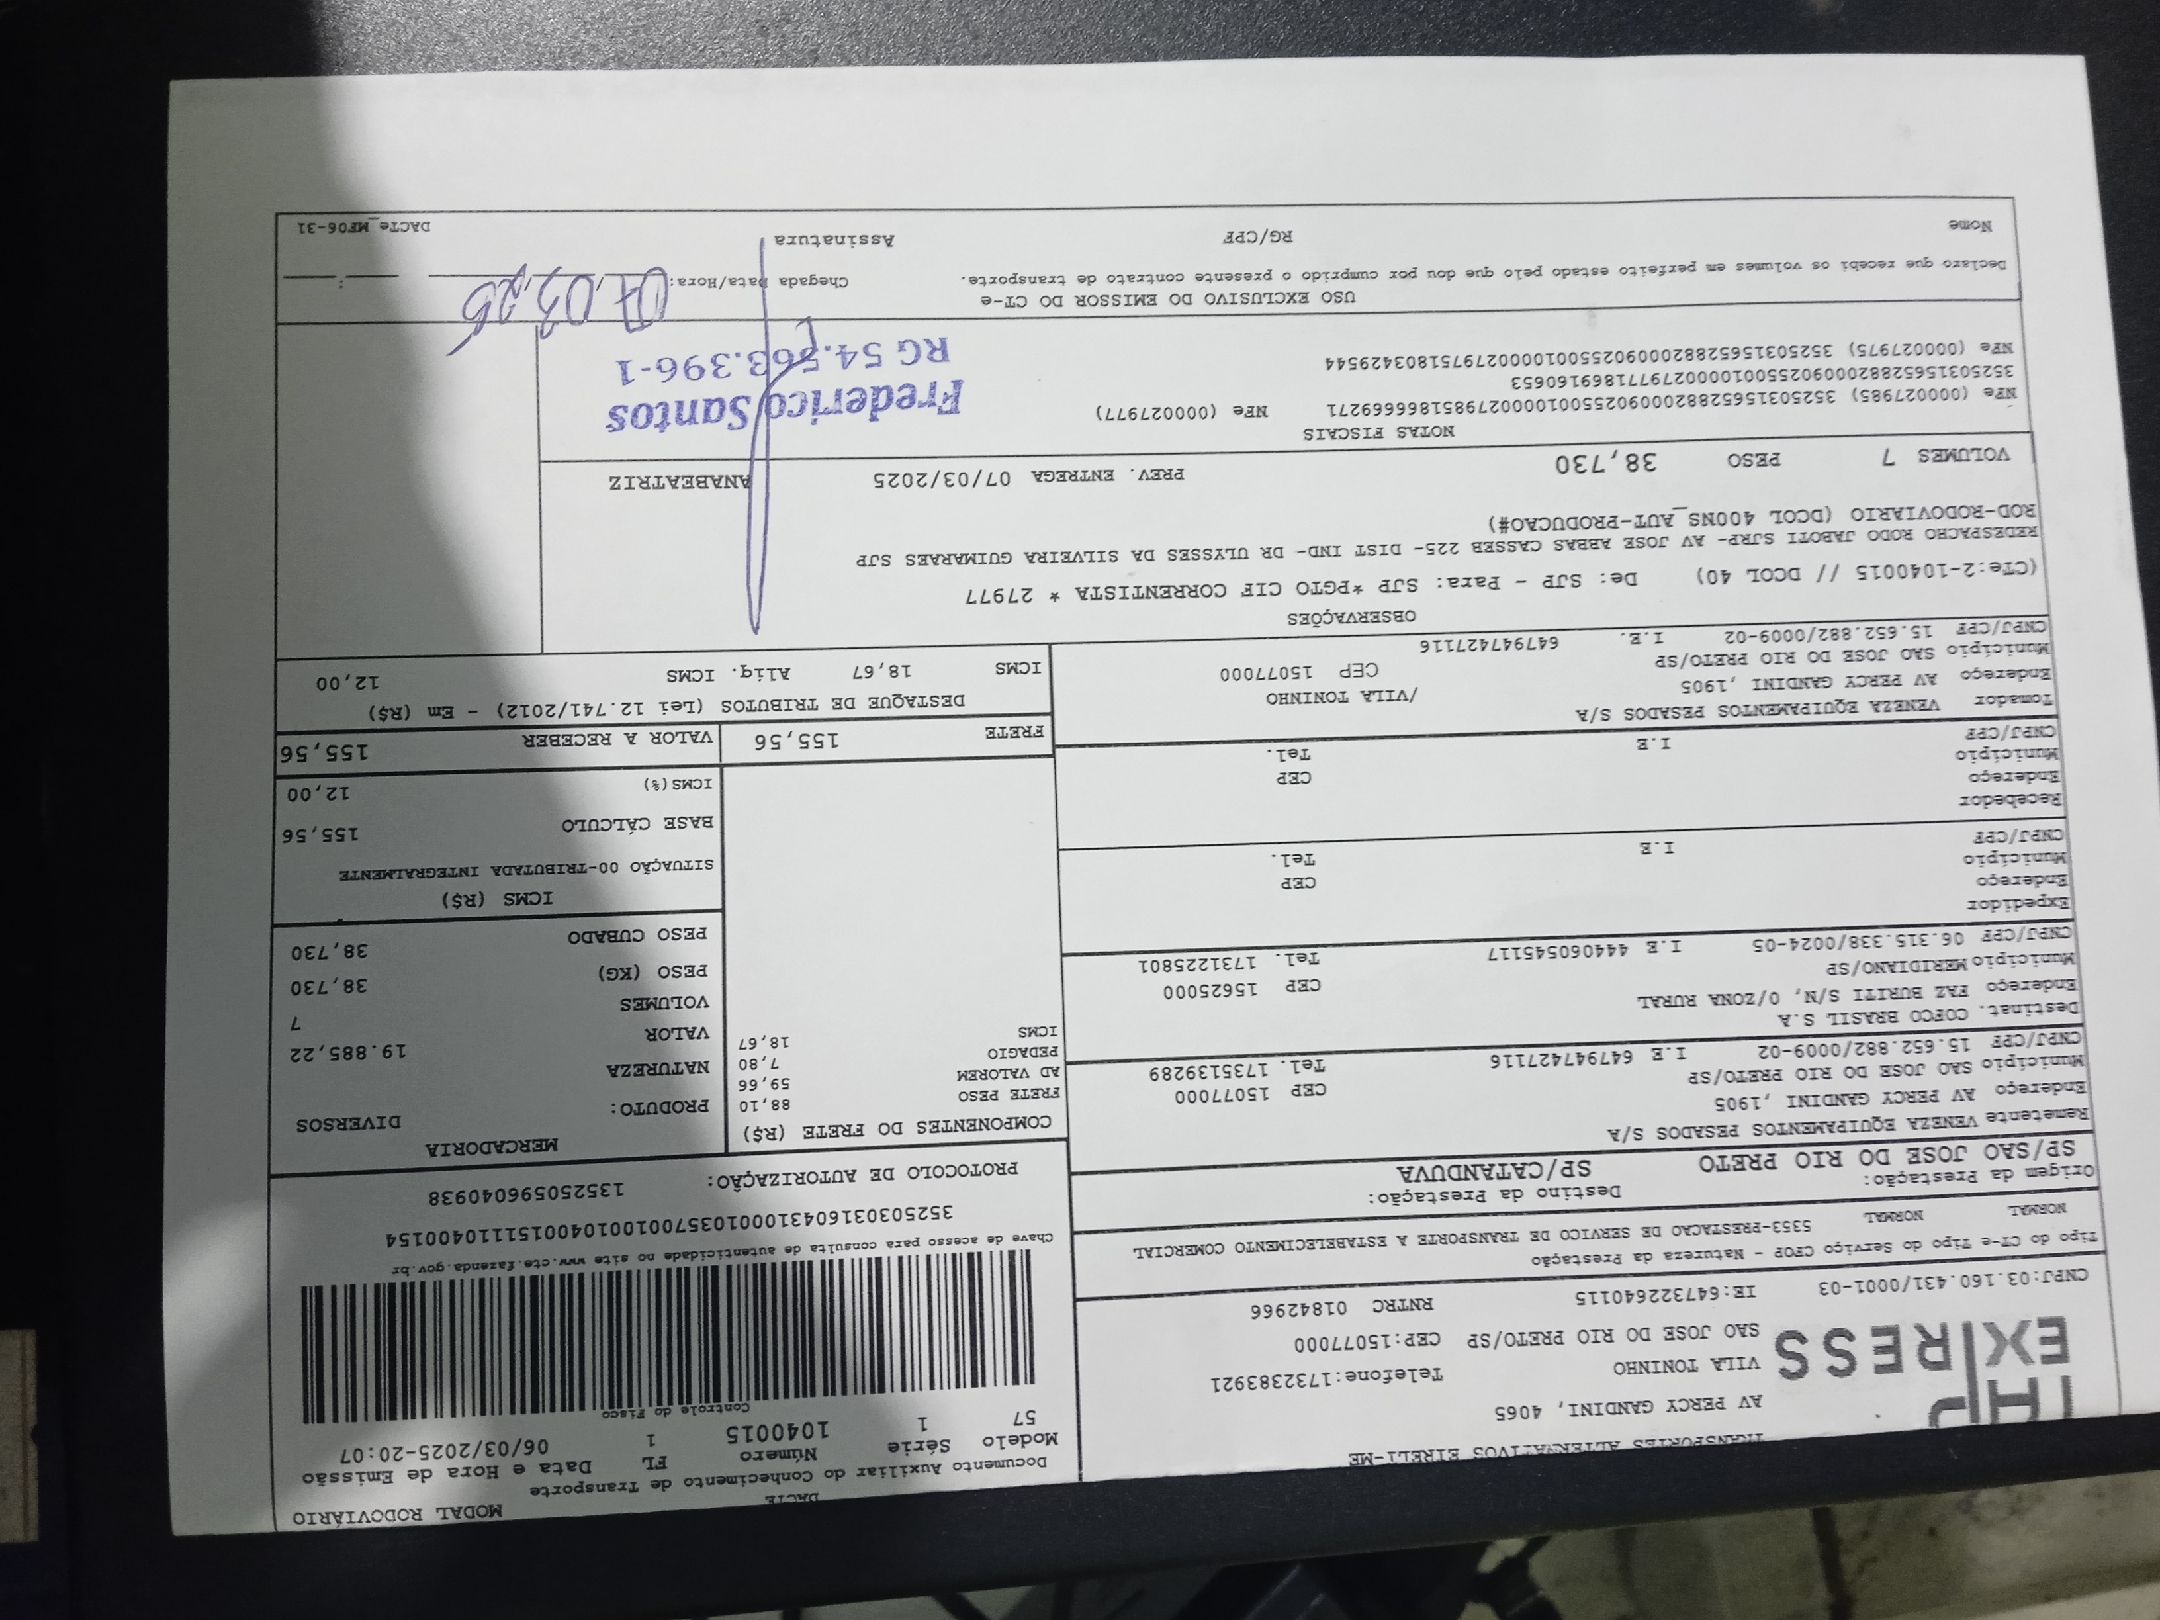 DACTE
MODAL RODOVIÁRIO
Documento Auxiliar do Conhecimento de Transporte
Modelo Série Número FL Data e Hora de Emissão
57 1 1040015 1 06/03/2025-20:07
Controle do Fisco
Chave de acesso para consulta de autenticidade no site www.cte.fazenda.gov.br
35250303160431000103570010010400151111040015 4
PROTOCOLO DE AUTORIZAÇÃO: 135250596040938
TRANSPORTES ALTERNATIVOS EIRELI-ME
AV PERCY GANDINI, 4065
VILA TONINHO Telefone:1732383921
SAO JOSE DO RIO PRETO/SP CEP:15077000
EXPRESS
CNPJ:03.160.431/0001-03 IE:647322640115 RNTRC 01842966
Tipo do CT-e Tipo do Serviço CFOP - Natureza da Prestação
NORMAL NORMAL 5353-PRESTACAO DE SERVICO DE TRANSPORTE A ESTABELECIMENTO COMERCIAL
Origem da Prestação: Destino da Prestação:
SP/SAO JOSE DO RIO PRETO SP/CATANDUVA
Remetente VENEZA EQUIPAMENTOS PESADOS S/A
Endereço AV PERCY GANDINI ,1905 CEP 15077000
Município SAO JOSE DO RIO PRETO/SP Tel. 1735139289
CNPJ/CPF 15.652.882/0009-02 I.E 647947427116
Destinat. COFCO BRASIL S.A
Endereço FAZ BURITI S/N, 0/ZONA RURAL CEP 15625000
Município MERIDIANO/SP Tel. 1731225801
CNPJ/CPF 06.315.338/0024-05 I.E 444060545117
Expedidor
Endereço CEP
Município Tel.
CNPJ/CPF I.E
Recebedor
Endereço CEP
Município Tel.
CNPJ/CPF I.E
Tomador VENEZA EQUIPAMENTOS PESADOS S/A
Endereço AV PERCY GANDINI ,1905 /VILA TONINHO
Município SAO JOSE DO RIO PRETO/SP CEP 15077000
CNPJ/CPF 15.652.882/0009-02 I.E. 647947427116
COMPONENTES DO FRETE (R$)
FRETE PESO 88,10
AD VALOREM 59,66
PEDAGIO 7,80
ICMS 18,67
MERCADORIA
PRODUTO: DIVERSOS
NATUREZA
VALOR 19.885,22
VOLUMES 7
PESO (KG) 38,730
PESO CUBADO 38,730
ICMS (R$)
SITUAÇÃO 00-TRIBUTADA INTEGRALMENTE
BASE CÁLCULO 155,56
ICMS(%) 12,00
FRETE 155,56 VALOR A RECEBER 155,56
DESTAQUE DE TRIBUTOS (Lei 12.741/2012) - Em (R$)
ICMS 18,67 Aliq. ICMS 12,00
OBSERVAÇÕES
(CTe:2-1040015 // DCOL 40) De: SJP - Para: SJP *PGTO CIF CORRENTISTA * 27977
REDESPACHO RODO JABOTI SJRP- AV JOSE ABBAS CASSEB 225- DIST IND- DR ULYSSES DA SILVEIRA GUIMARAES SJP
ROD-RODOVIARIO (DCOL 400NS_AUT-PRODUCAO#)
VOLUMES 7 PESO 38,730 PREV. ENTREGA 07/03/2025 ANABEATRIZ
NOTAS FISCAIS
NFe (000027985) 35250315652882000902550010000279851866669271 NFe (000027977)
35250315652882000902550010000279771869160653
NFe (000027975) 35250315652882000902550010000279751803429544
Frederico Santos
RG 54.563.396-1
USO EXCLUSIVO DO EMISSOR DO CT-e
Declaro que recebi os volumes em perfeito estado pelo que dou por cumprido o presente contrato de transporte. Chegada Data/Hora: 07.03.25 :
Nome RG/CPF Assinatura DACTe_MF06-31